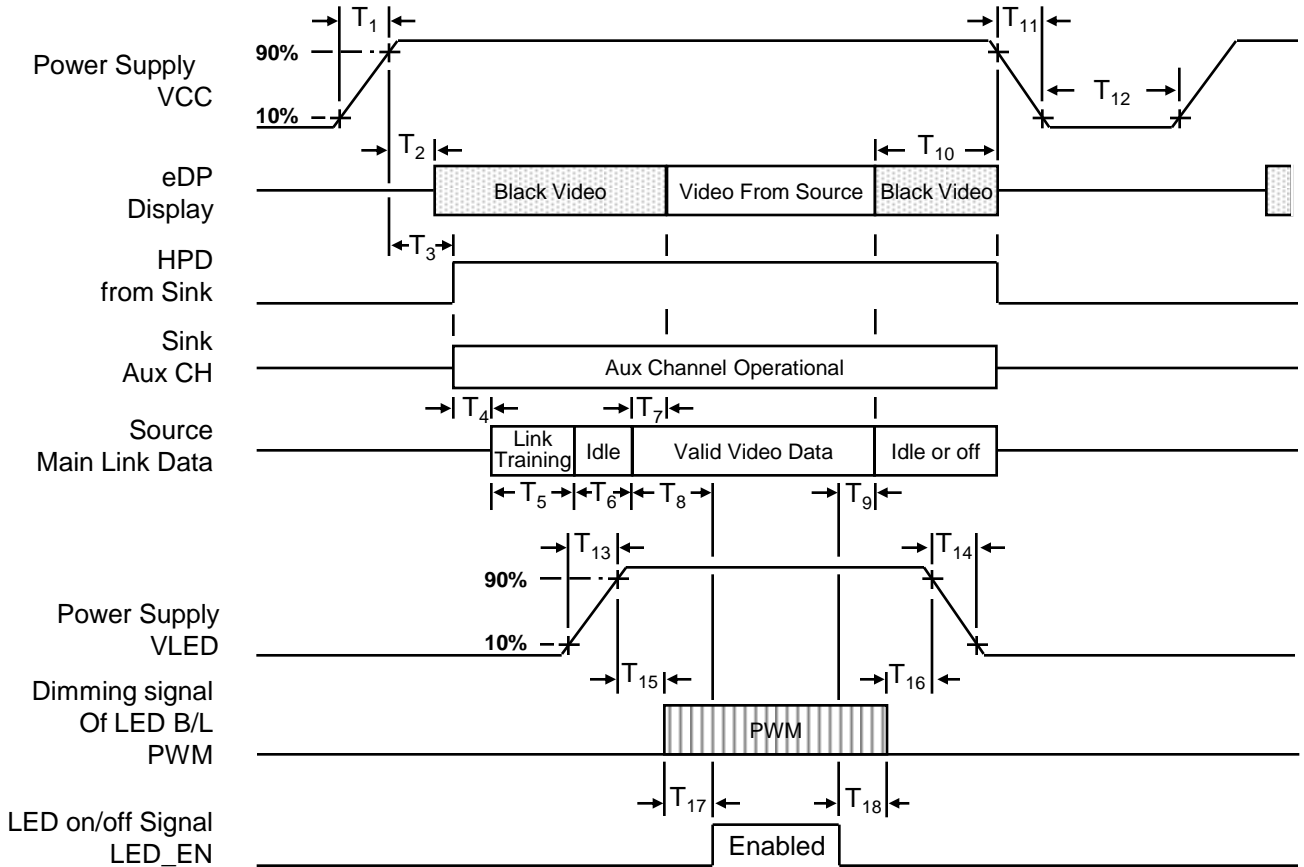 T1
T11
90%
Power Supply
VCC
10%
T12
T2
T10
eDP
Display
Black Video
Video From Source
Black Video
T3
HPD
from Sink
Sink
Aux CH
Aux Channel Operational
T4
T7
Source
Main Link Data
Link
Training
Idle
Valid Video Data
Idle or off
T5
T6
T8
T9
T13
T14
90%
Power Supply
VLED
10%
T15
T16
Dimming signal
Of LED B/L
PWM
PWM
T17
T18
LED on/off Signal
LED_EN
Enabled